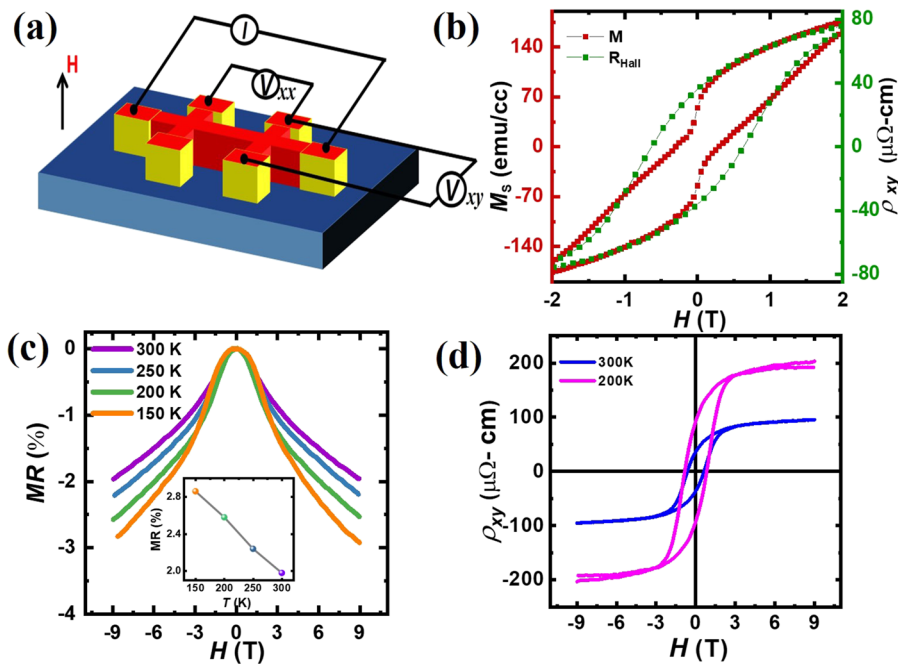 (a)
H
I
Vxx
Vxy
(b)
M
RHall
140
70
0
-70
-140
Ms (emu/cc)
80
40
0
-40
-80
ρxy (μΩ-cm)
-2 -1 0 1 2
H (T)
(c)
300 K
250 K
200 K
150 K
0
-1
-2
-3
-4
MR (%)
-9 -6 -3 0 3 6 9
H (T)
2.8
2.4
2.0
MR (%)
150 200 250 300
T (K)
(d)
300K
200K
200
100
0
-100
-200
ρxy (μΩ- cm)
-9 -6 -3 0 3 6 9
H (T)